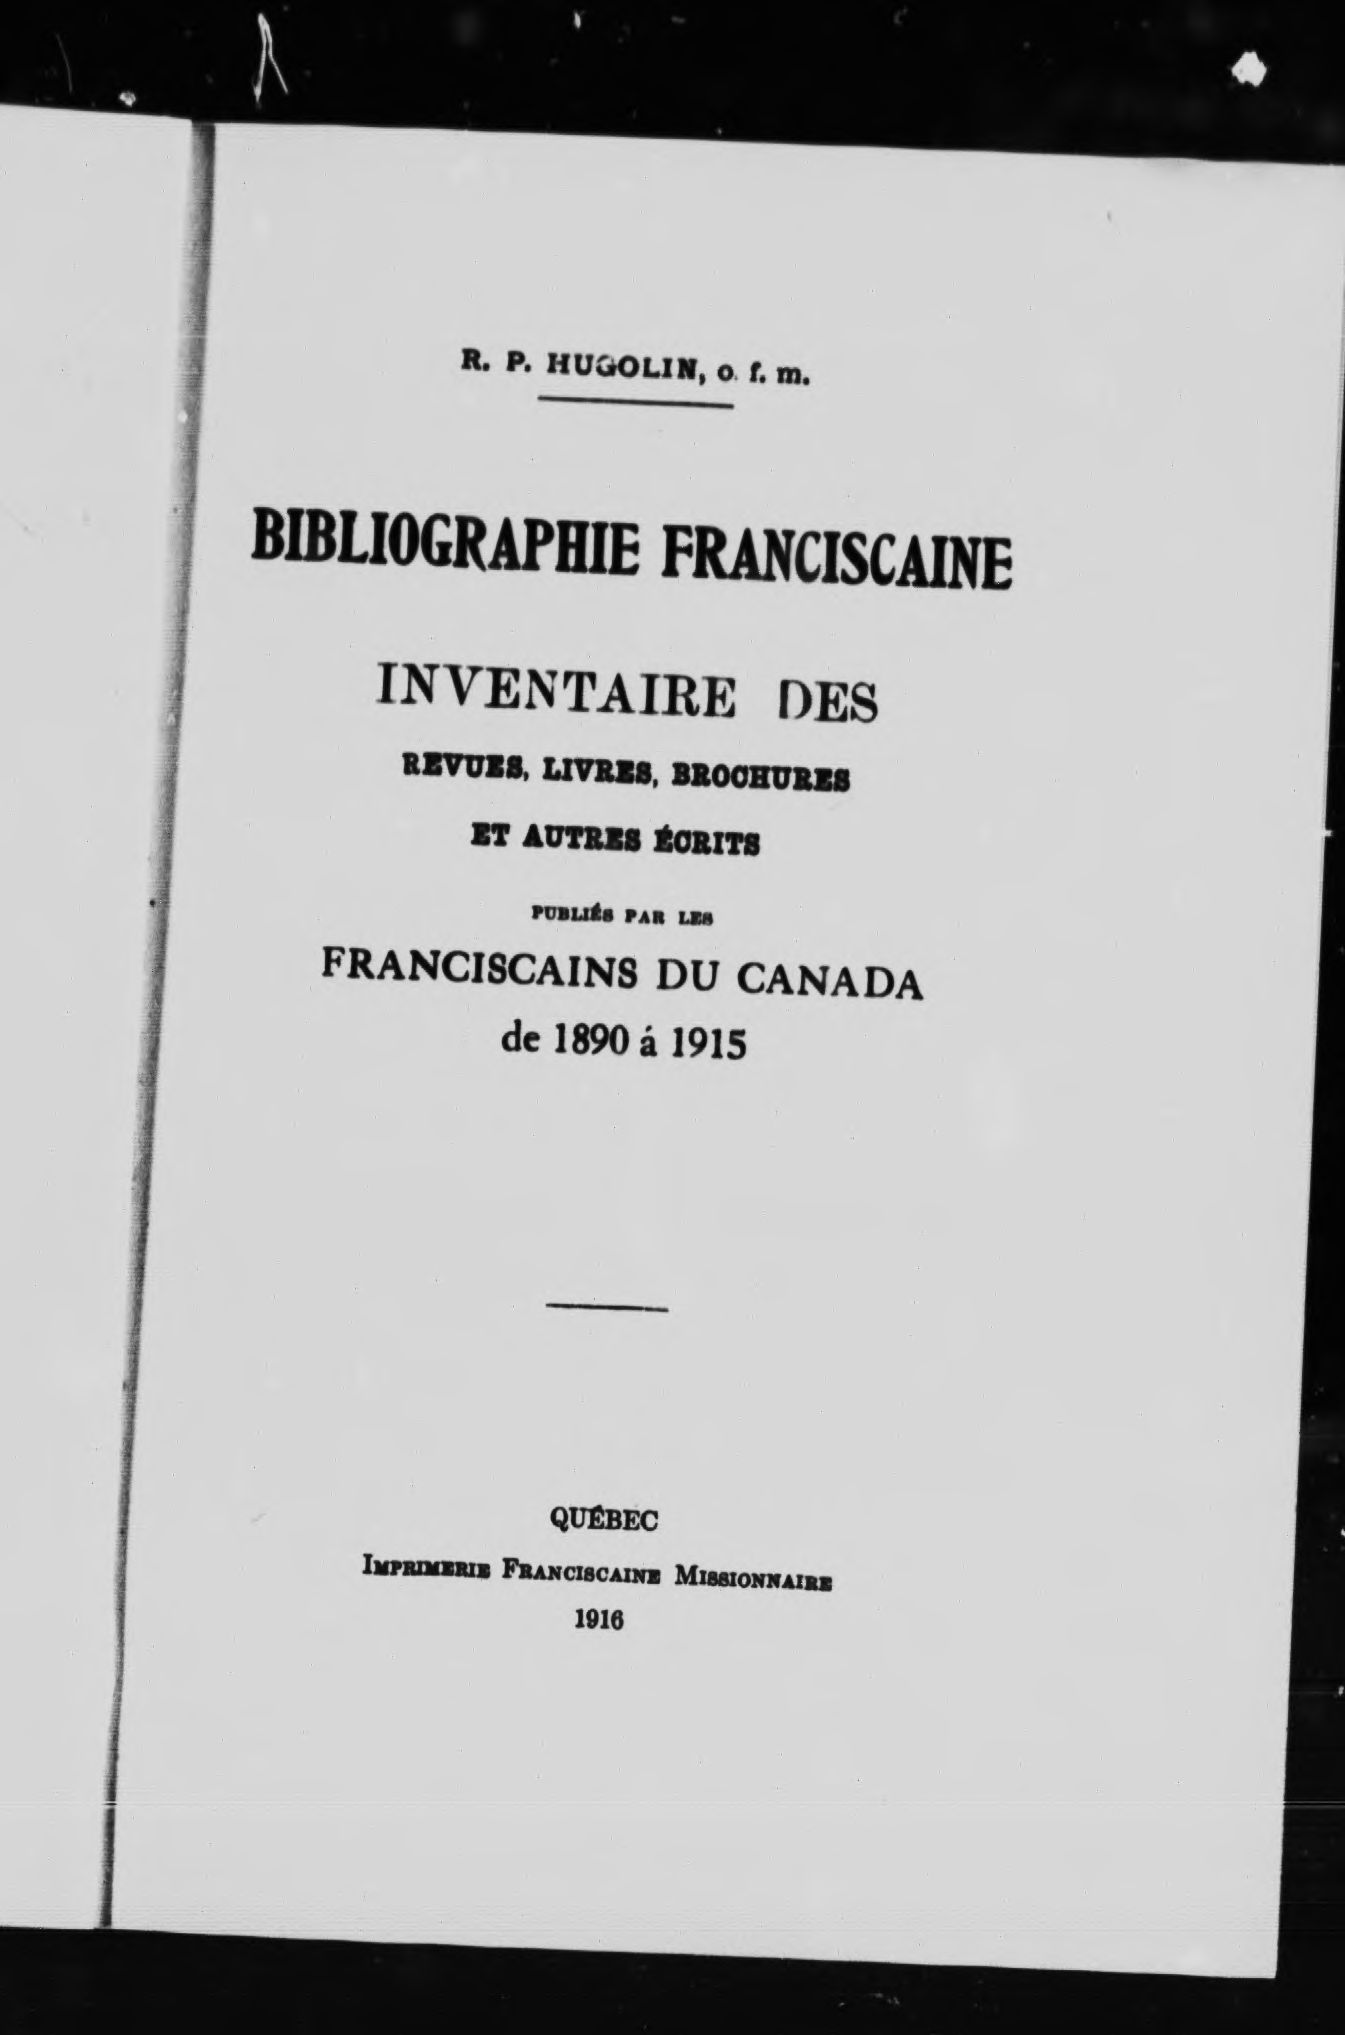 R. P. HUGOLIN, o. f. m.
BIBLIOGRAPHIE FRANCISCAINE
INVENTAIRE DES
REVUES, LIVRES, BROCHURES
ET AUTRES ÉCRITS
PUBLIÉS PAR LES
FRANCISCAINS DU CANADA
de 1890 á 1915
QUÉBEC
IMPRIMERIE FRANCISCAINE MISSIONNAIRE
1916